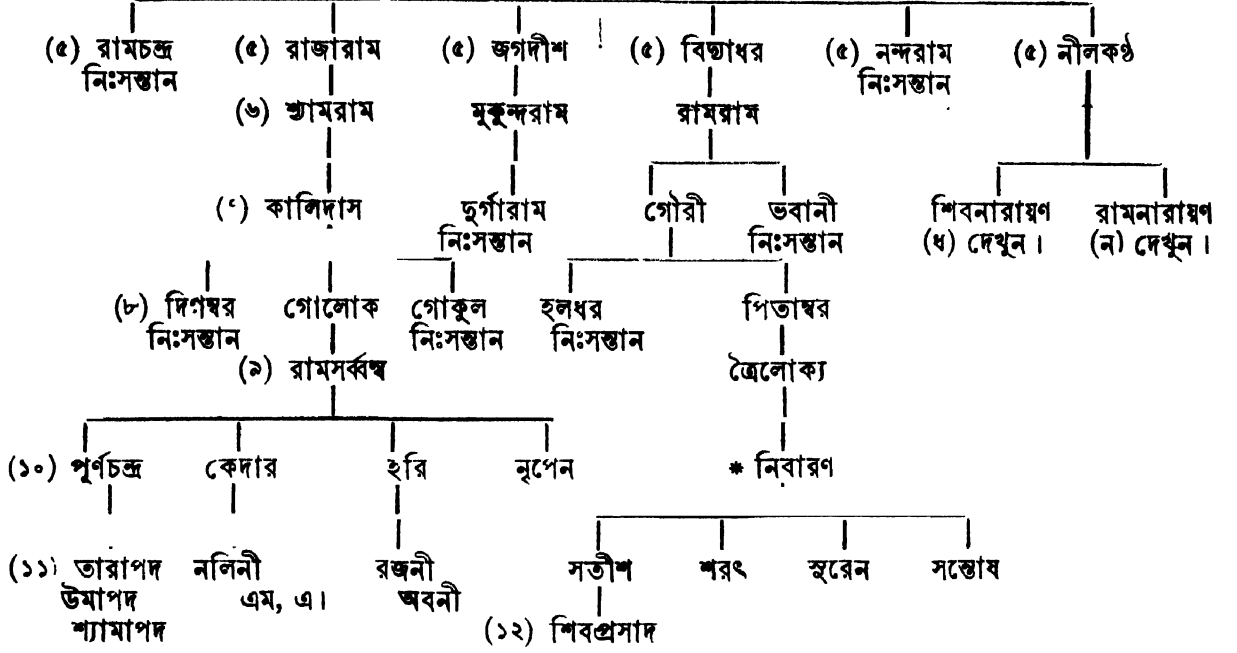 (৫) রামচন্দ্র (৫) রাজারাম (৫) জগদীশ (৫) বিদ্যাধর (৫) নন্দরাম (৫) নীলকণ্ঠ
নিঃসন্তান নিঃসন্তান
(৬) শ্যামরাম মুকুন্দরাম রামরাম
কালিদাস দুর্গারাম গৌরী ভবানী শিবনারায়ণ রামনারায়ণ
নিঃসন্তান নিঃসন্তান (ধ) দেখুন। (ন) দেখুন।
(৮) দিগম্বর গোলোক গোকুল হলধর পিতাম্বর
নিঃসন্তান নিঃসন্তান নিঃসন্তান
(৯) রামসর্ব্বস্ব ত্রৈলোক্য
(১০) পূর্ণচন্দ্র কেদার হরি নৃপেন * নিবারণ
(১১) তারাপদ নলিনী রজনী সতীশ শরৎ সুরেন সন্তোষ
উমাপদ এম, এ। অবনী
শ্যামাপদ (১২) শিবপ্রসাদ